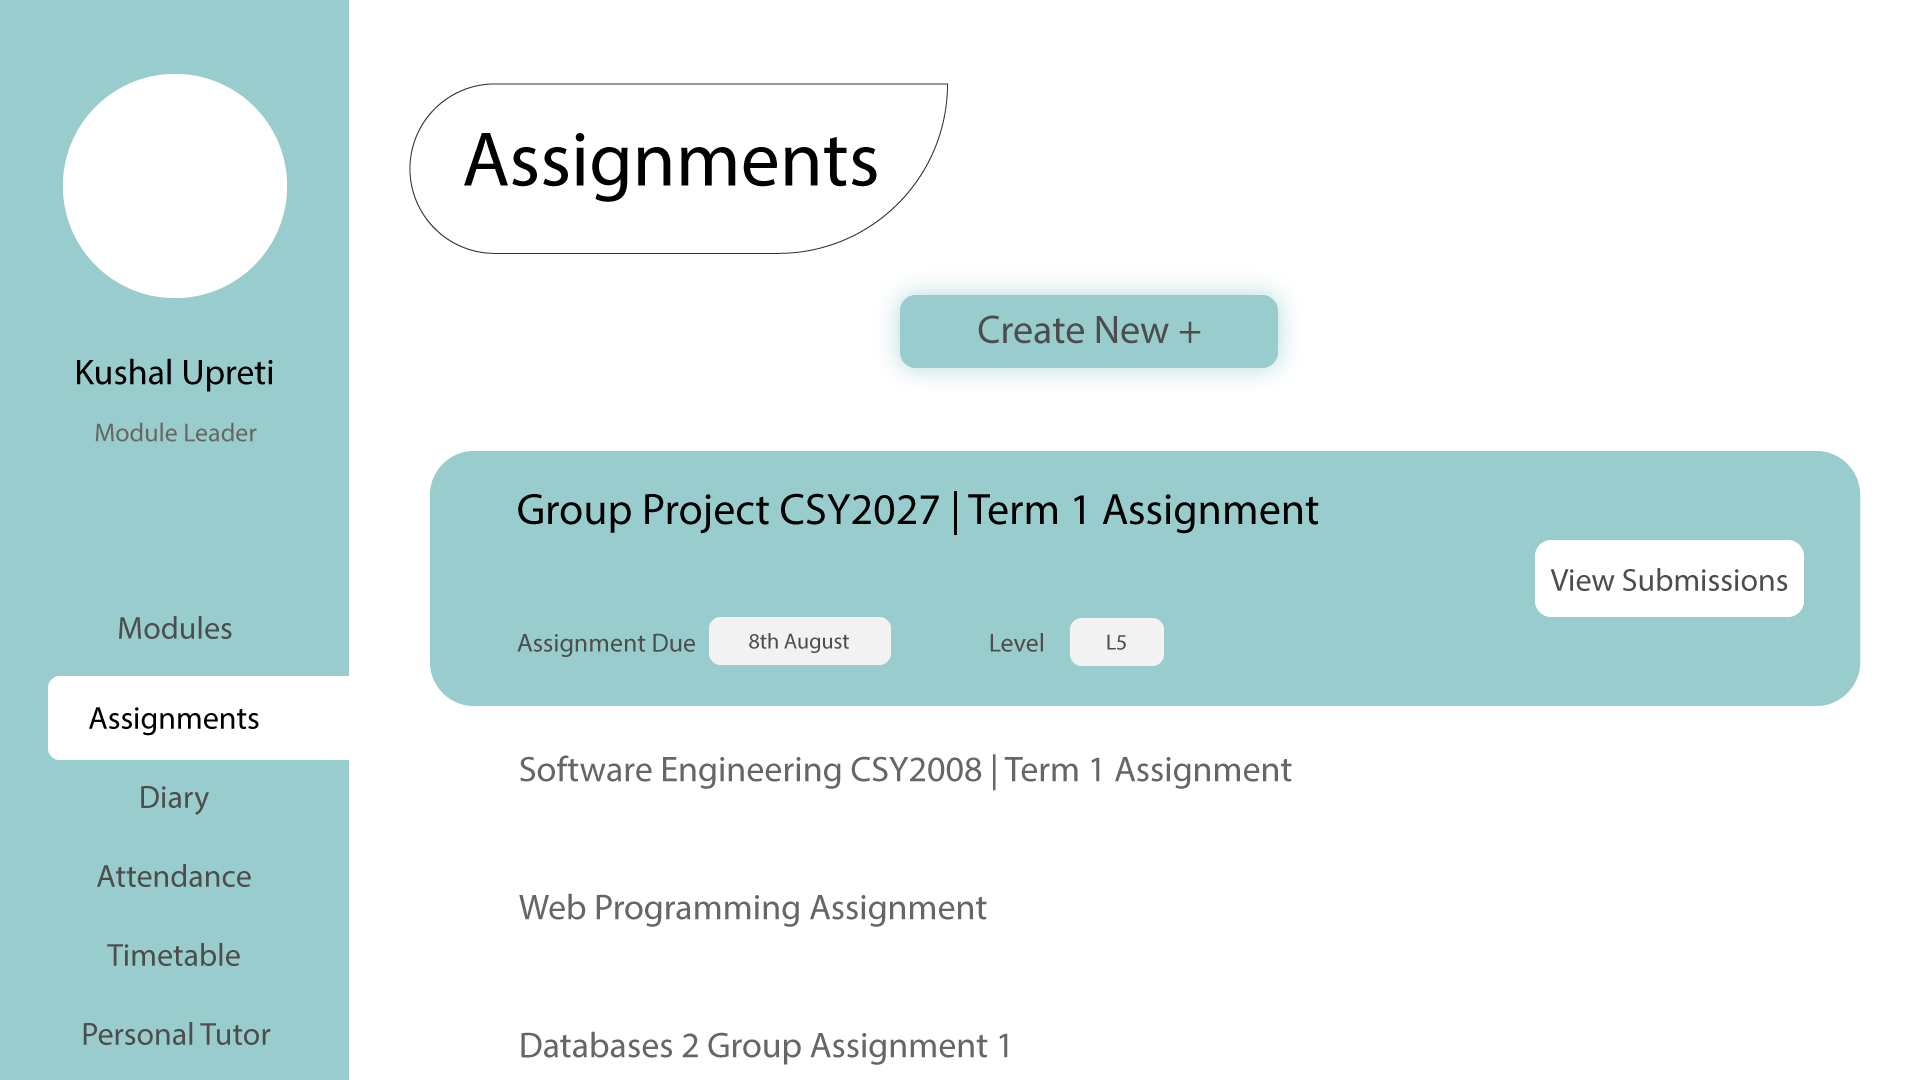 Kushal Upreti
Module Leader
Modules
Assignments
Diary
Attendance
Timetable
Personal Tutor
Assignments
Create New +
Group Project CSY2027 | Term 1 Assignment
View Submissions
Assignment Due 8th August Level L5
Software Engineering CSY2008 | Term 1 Assignment
Web Programming Assignment
Databases 2 Group Assignment 1